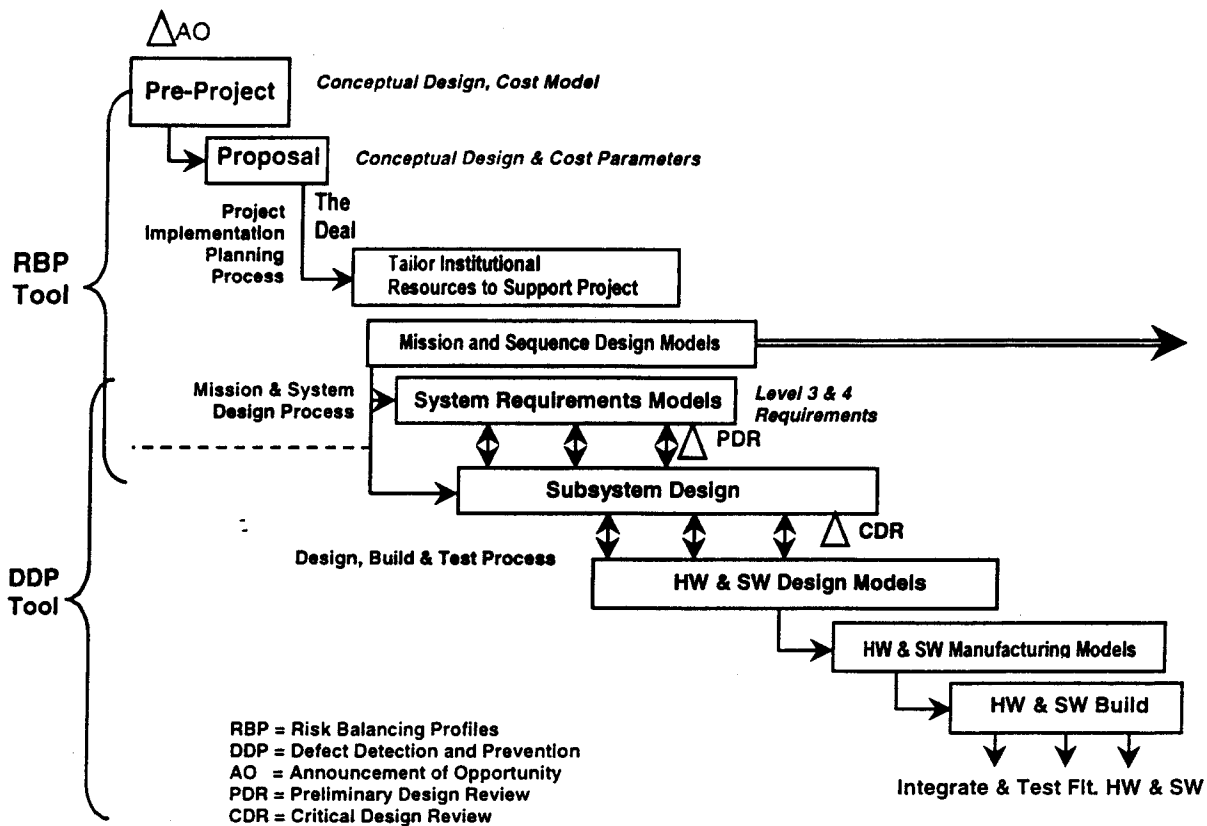 AO
Pre-Project
Conceptual Design, Cost Model
Proposal
Conceptual Design & Cost Parameters
Project
Implementation
Planning
Process
The
Deal
RBP
Tool
Tailor Institutional
Resources to Support Project
Mission and Sequence Design Models
Mission & System
Design Process
System Requirements Models
Level 3 & 4
Requirements
PDR
Subsystem Design
CDR
Design, Build & Test Process
DDP
Tool
HW & SW Design Models
HW & SW Manufacturing Models
HW & SW Build
Integrate & Test Flt. HW & SW
RBP = Risk Balancing Profiles
DDP = Defect Detection and Prevention
AO = Announcement of Opportunity
PDR = Preliminary Design Review
CDR = Critical Design Review